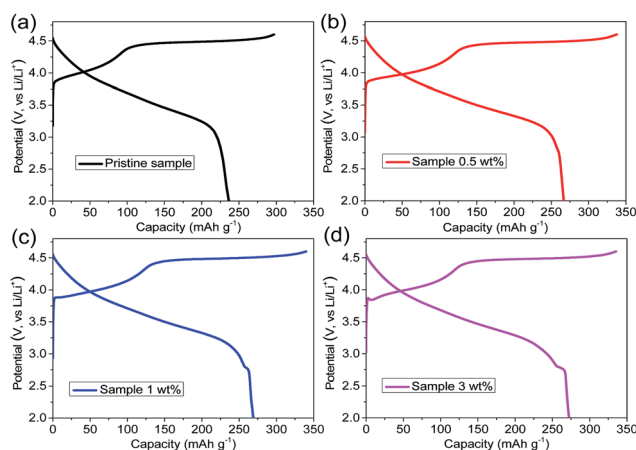 (a)
4.5
4.0
3.5
3.0
2.5
2.0
Potential (V, vs Li/Li⁺)
Pristine sample
0 50 100 150 200 250 300 350
Capacity (mAh g⁻¹)
(b)
4.5
4.0
3.5
3.0
2.5
2.0
Potential (V, vs Li/Li⁺)
Sample 0.5 wt%
0 50 100 150 200 250 300 350
Capacity (mAh g⁻¹)
(c)
4.5
4.0
3.5
3.0
2.5
2.0
Potential (V, vs Li/Li⁺)
Sample 1 wt%
0 50 100 150 200 250 300 350
Capacity (mAh g⁻¹)
(d)
4.5
4.0
3.5
3.0
2.5
2.0
Potential (V, vs Li/Li⁺)
Sample 3 wt%
0 50 100 150 200 250 300 350
Capacity (mAh g⁻¹)